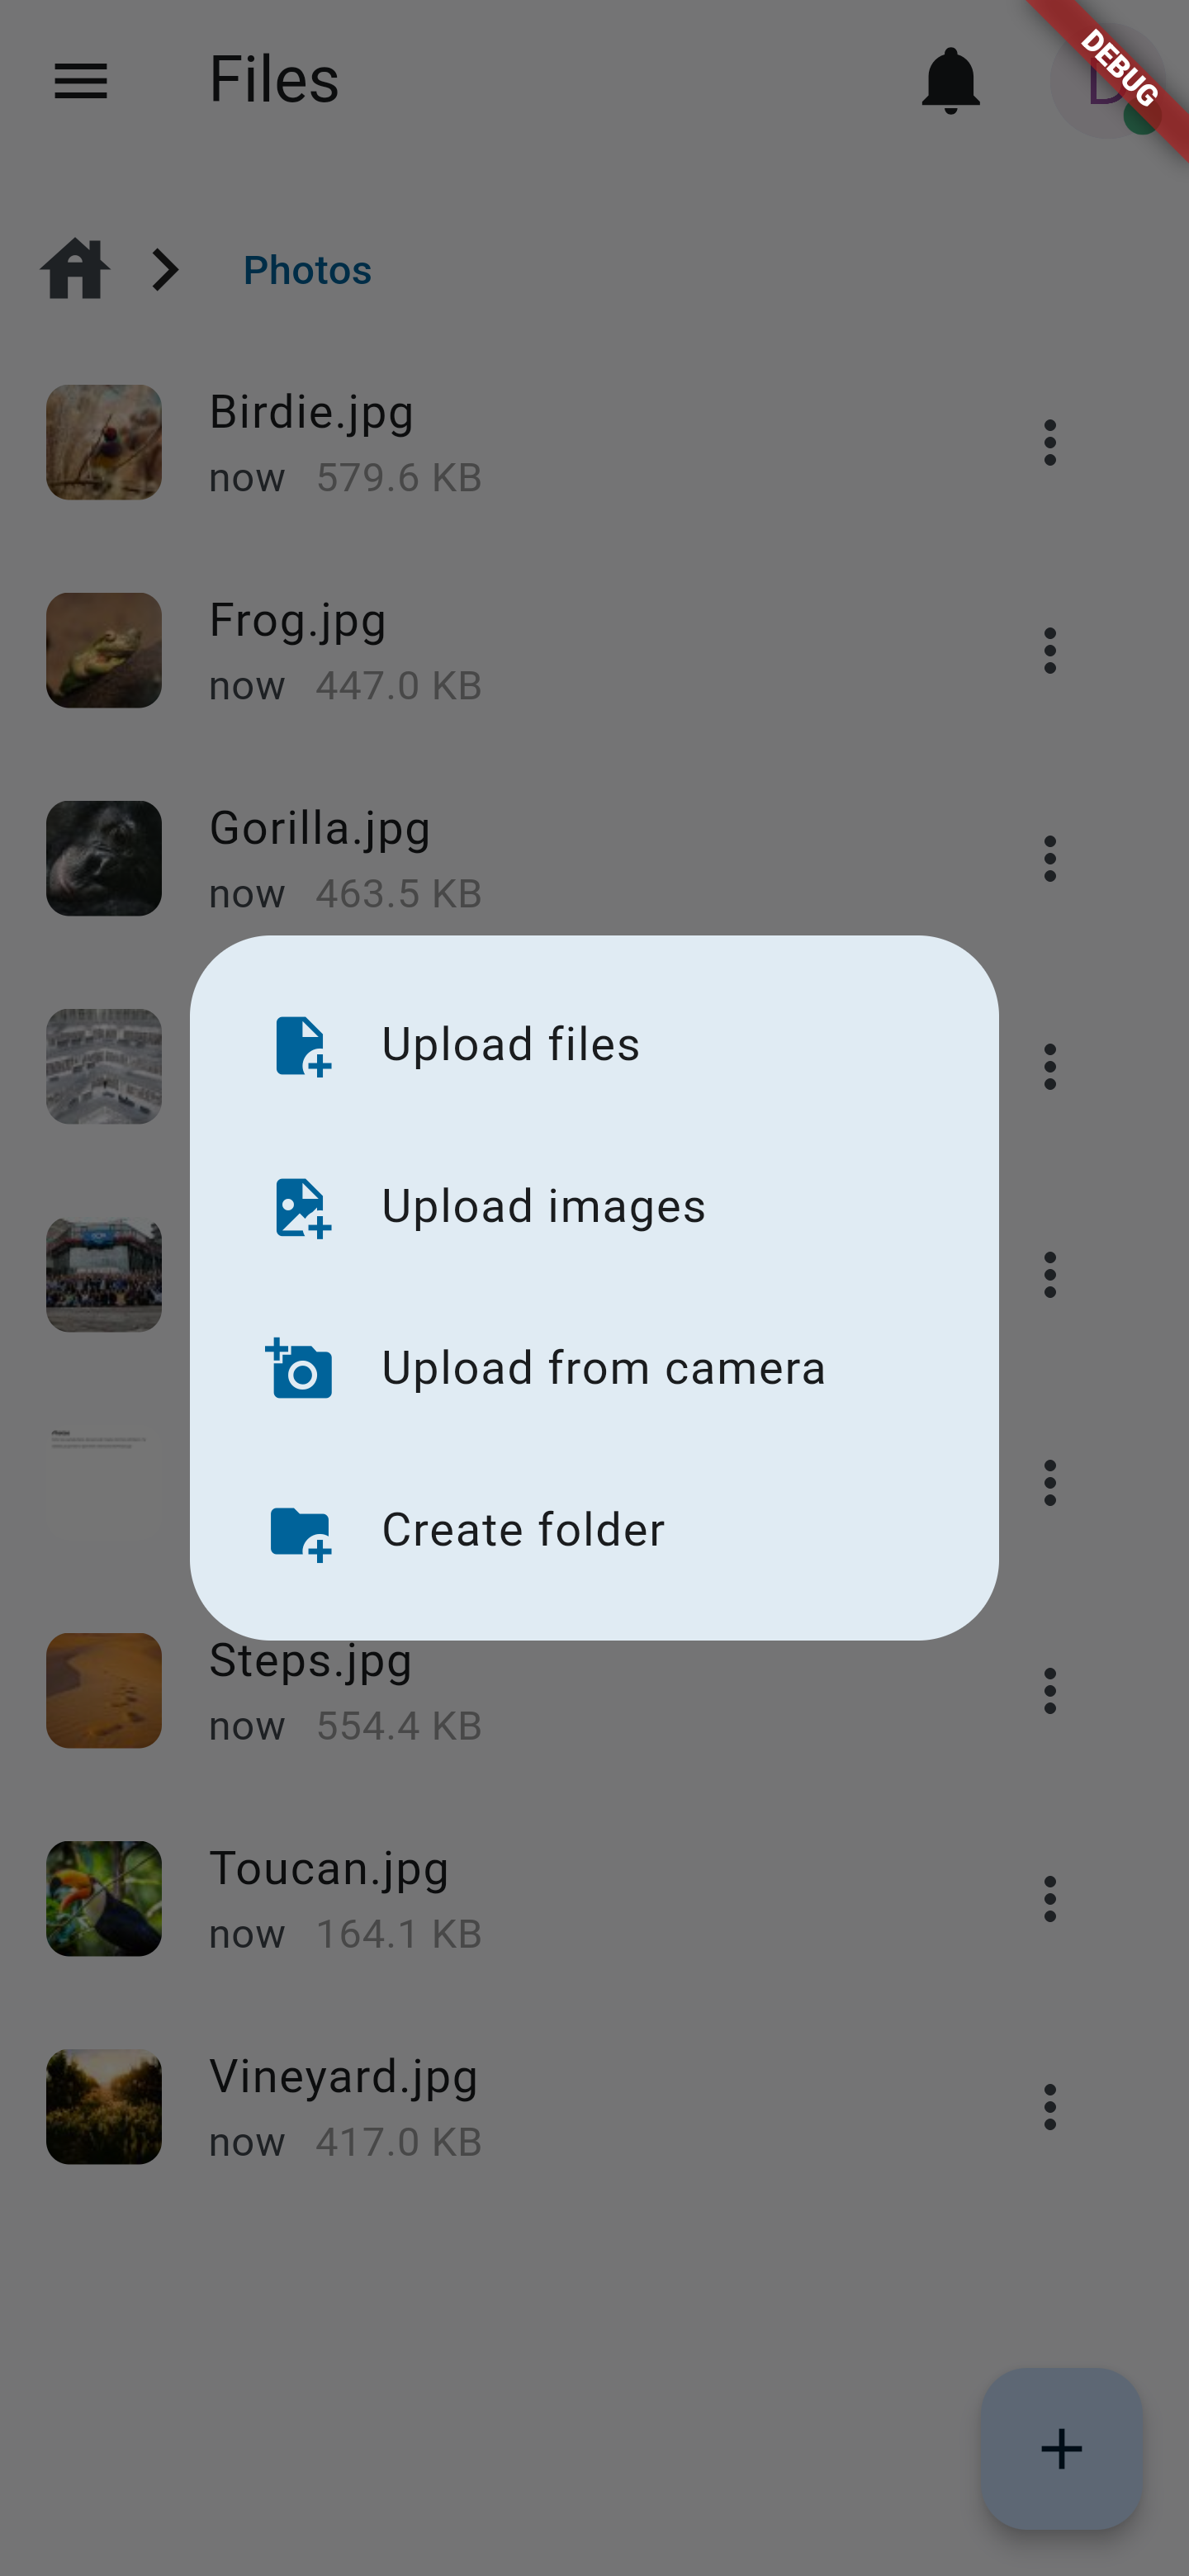 Files
DEBUG
Photos
Birdie.jpg
now 579.6 KB
Frog.jpg
now 447.0 KB
Gorilla.jpg
now 463.5 KB
Upload files
Upload images
Upload from camera
Create folder
Steps.jpg
now 554.4 KB
Toucan.jpg
now 164.1 KB
Vineyard.jpg
now 417.0 KB